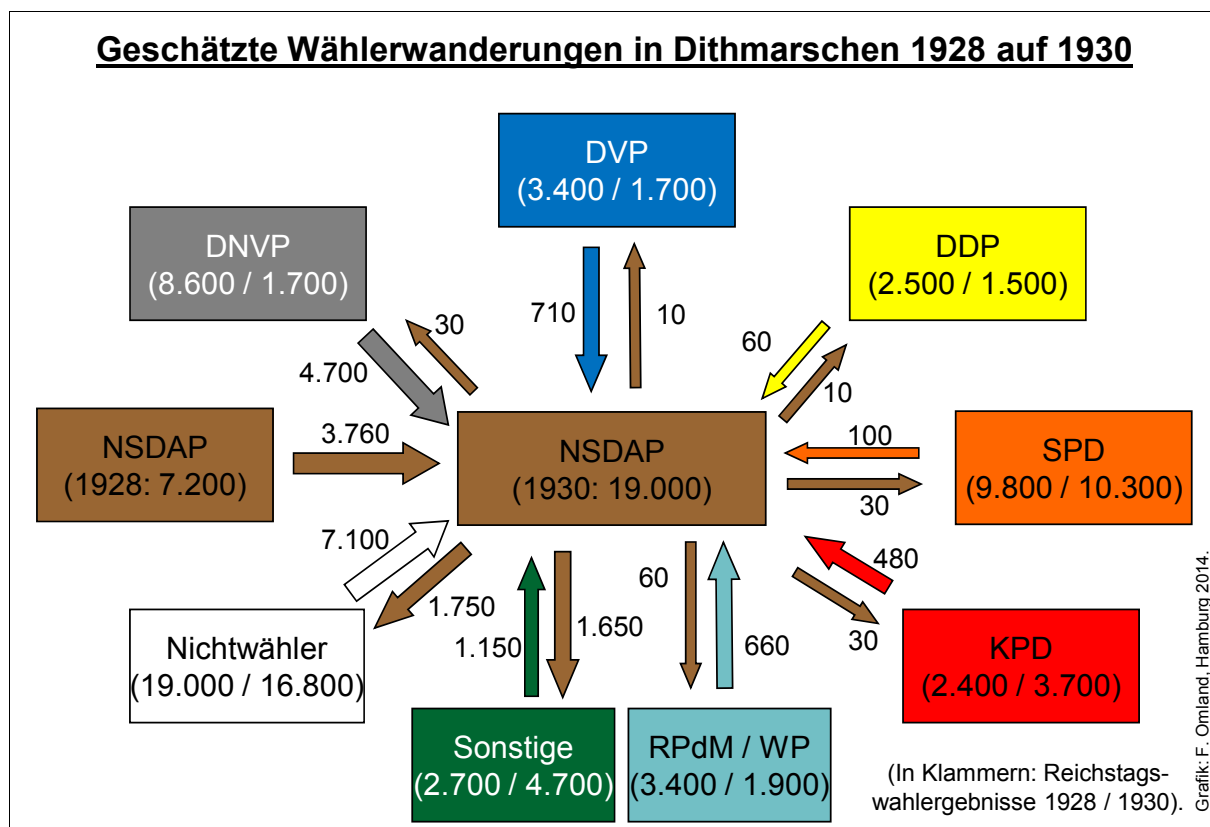 Geschätzte Wählerwanderungen in Dithmarschen 1928 auf 1930
DVP
(3.400 / 1.700)
DNVP
(8.600 / 1.700)
DDP
(2.500 / 1.500)
710
10
30
4.700
60
10
NSDAP
(1928: 7.200)
3.760
NSDAP
(1930: 19.000)
100
30
SPD
(9.800 / 10.300)
7.100
1.750
Nichtwähler
(19.000 / 16.800)
1.150
1.650
60
660
480
30
KPD
(2.400 / 3.700)
Sonstige
(2.700 / 4.700)
RPdM / WP
(3.400 / 1.900)
(In Klammern: Reichstags-
wahlergebnisse 1928 / 1930).
Grafik: F. Omland, Hamburg 2014.